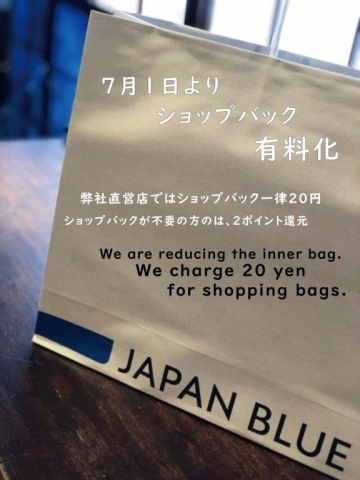 7月1日より
ショップバック
有料化
弊社直営店ではショップバック一律20円
ショップバックが不要の方のは、2ポイント還元
We are reducing the inner bag.
We charge 20 yen
for shopping bags.
JAPAN BLUE